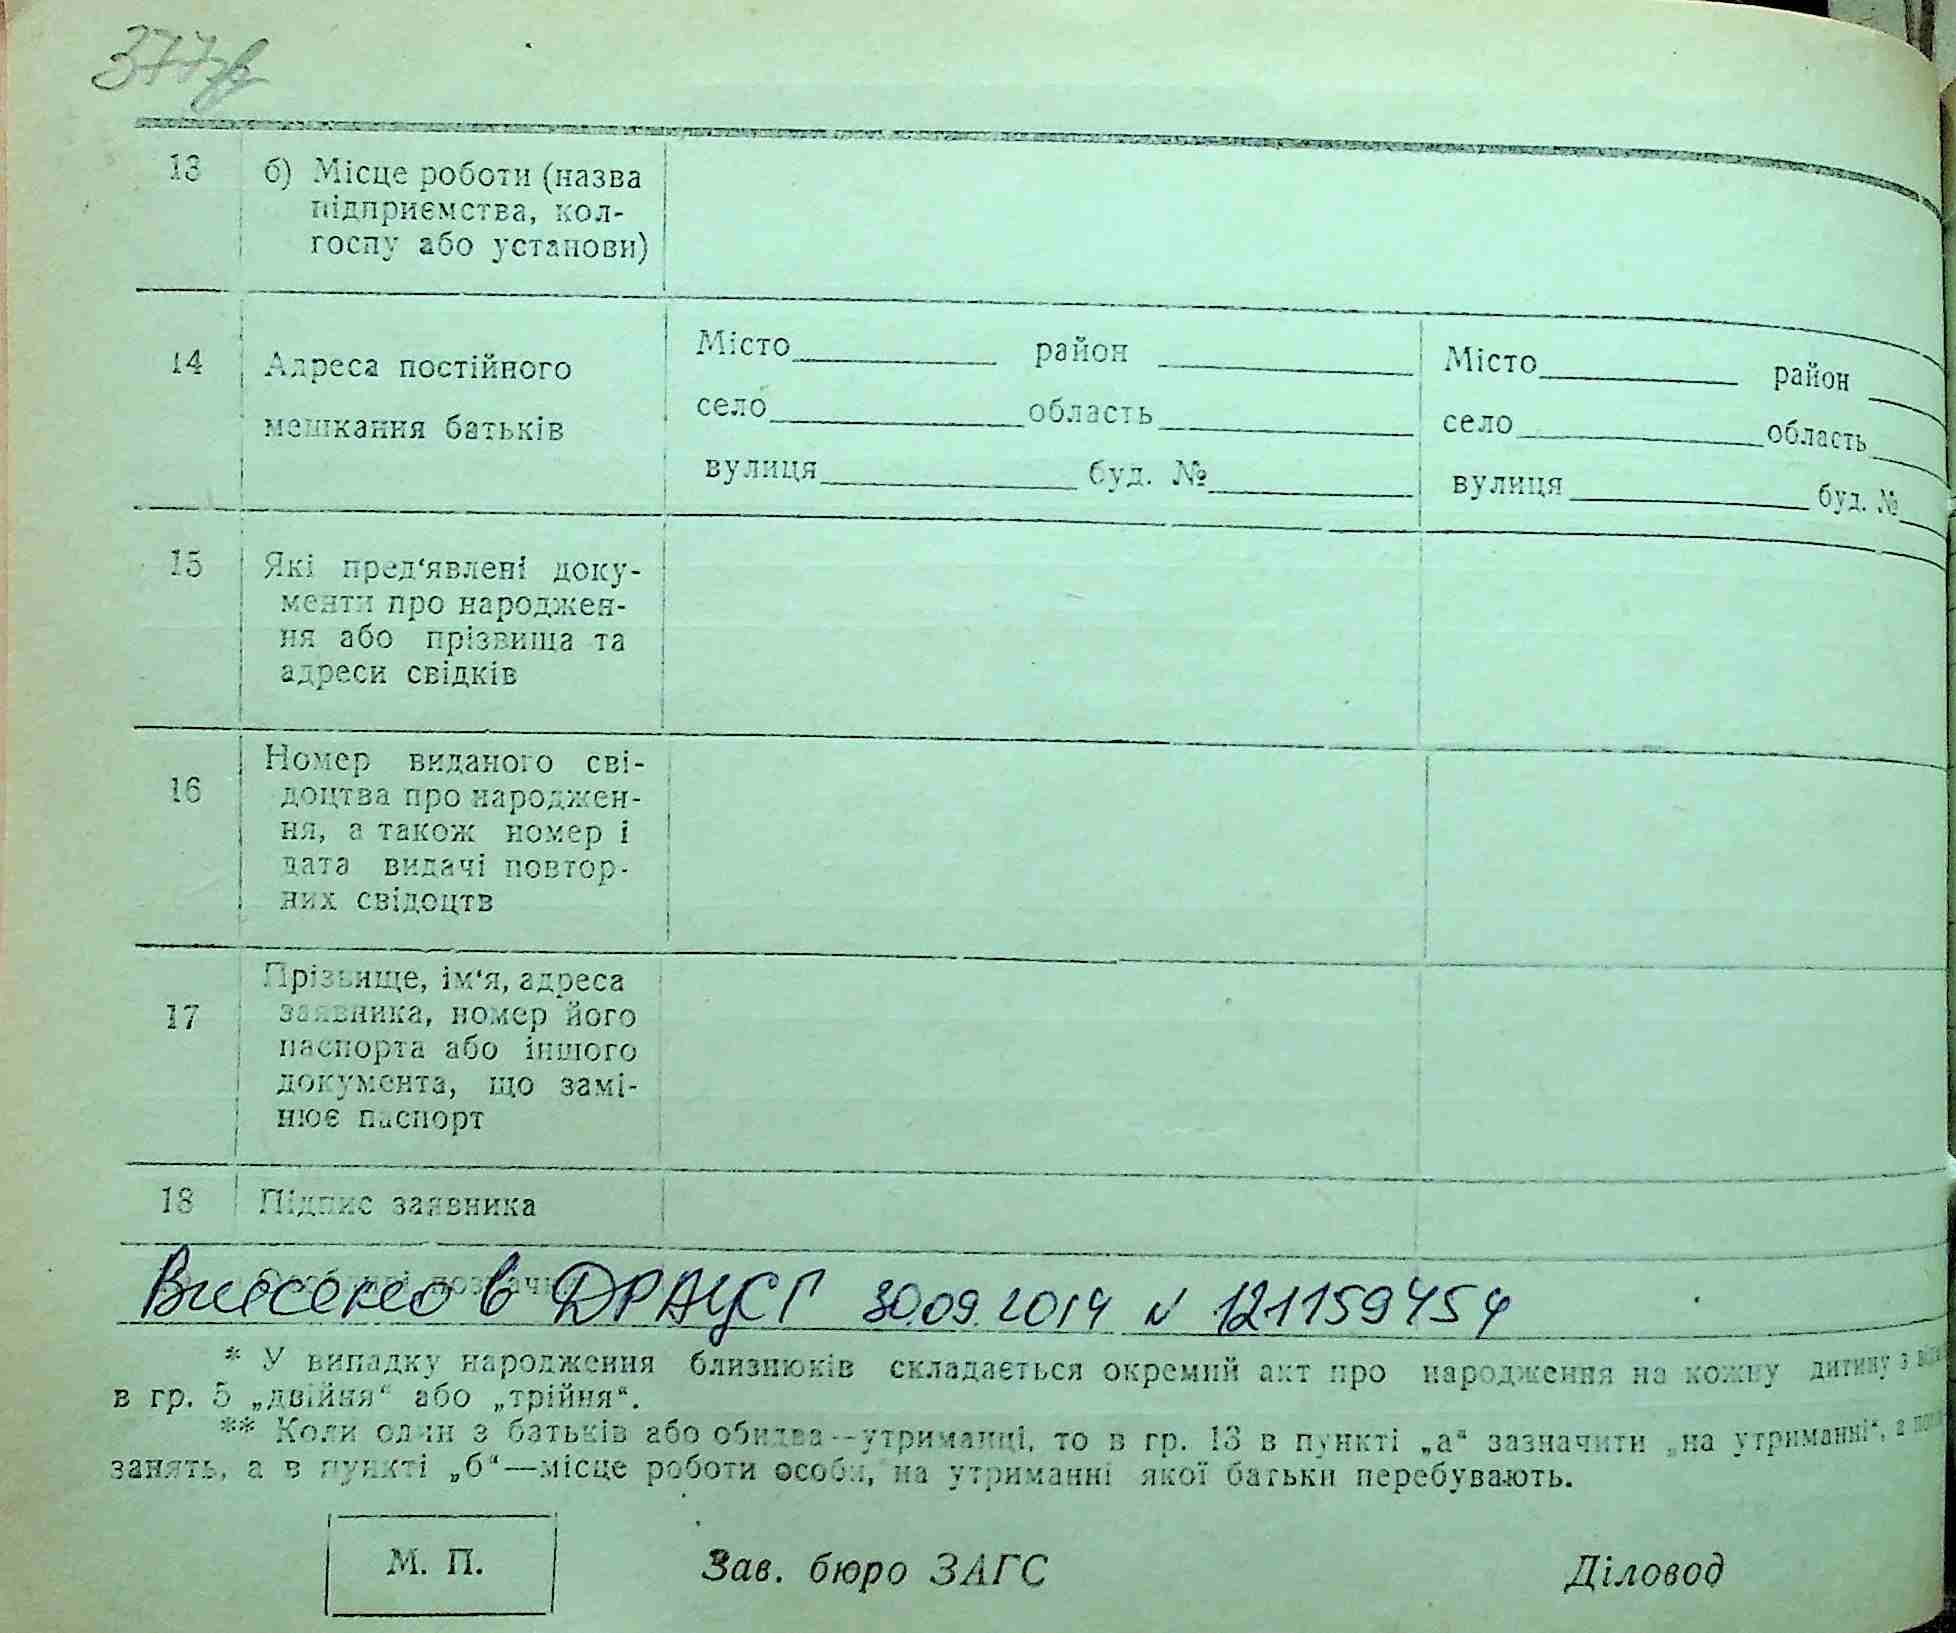 377
13 б) Місце роботи (назва
підприємства, кол-
госпу або установи)
14 Адреса постійного
мешкання батьків
Місто район Місто район
село область село область
вулиця буд. № вулиця буд. №
15 Які пред'явлені доку-
менти про народжен-
ня або прізвища та
адреси свідків
16 Номер виданого сві-
доцтва про народжен-
ня, а також номер і
дата видачі повтор-
них свідоцтв
17 Прізвище, ім'я, адреса
заявника, номер його
паспорта або іншого
документа, що замі-
нює паспорт
18 Підпис заявника
Внесено в ДРАЦСГ 30.09.2014 N 121159454
* У випадку народження близнюків складається окремий акт про народження на кожну дитину з
в гр. 5 „двійня“ або „трійня“.
** Коли один з батьків або обидва—утриманці, то в гр. 13 в пункті „а“ зазначити „на утриманні“, а
занять, а в пункті „б“—місце роботи особи, на утриманні якої батьки перебувають.
М. П. Зав. бюро ЗАГС Діловод